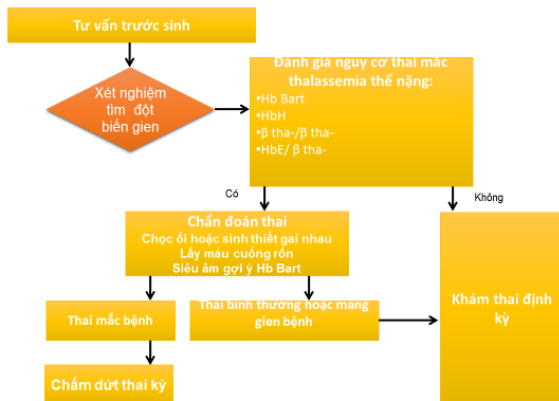 Tư vấn trước sinh
Xét nghiệm
tìm đột
biến gien
Đánh giá nguy cơ thai mắc
thalassemia thể nặng:
•Hb Bart
•HbH
•β tha-/β tha-
•HbE/ β tha-
Có
Không
Chẩn đoán thai
Chọc ối hoặc sinh thiết gai nhau
Lấy máu cuống rốn
Siêu âm gợi ý Hb Bart
Thai mắc bệnh
Thai bình thường hoặc mang
gien bệnh
Khám thai định
kỳ
Chấm dứt thai kỳ